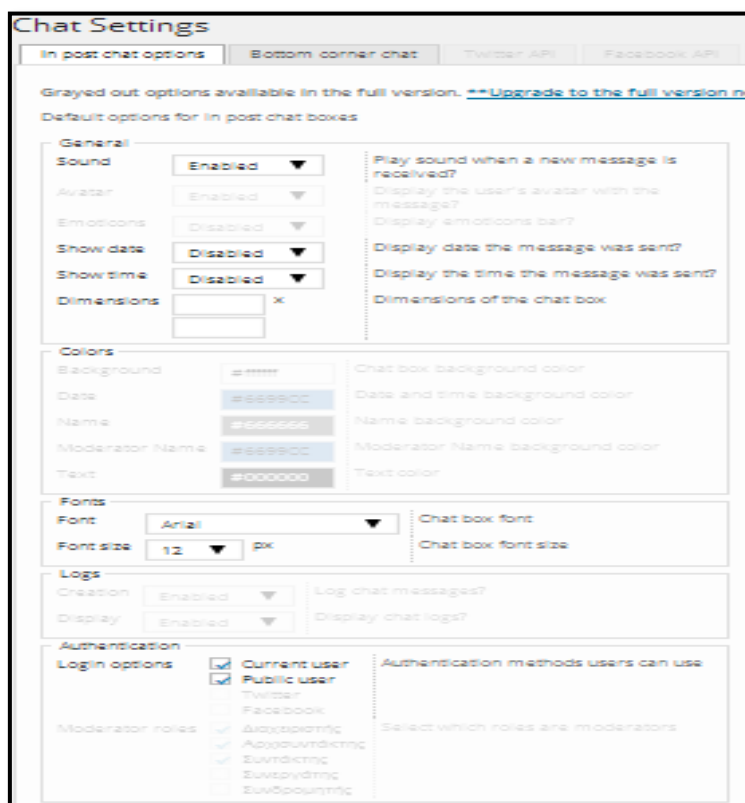 Chat Settings
In post chat options Bottom corner chat Twitter API Facebook API
Grayed out options available in the full version. **Upgrade to the full version n
Default options for in post chat boxes
General
Sound Enabled Play sound when a new message is
received?
Avatar Enabled Display the user's avatar with the
message?
Emoticons Disabled Display emoticons bar?
Show date Disabled Display date the message was sent?
Show time Disabled Display the time the message was sent?
Dimensions × Dimensions of the chat box
Colors
Background #ffffff Chat box background color
Date #6699CC Date and time background color
Name #666666 Name background color
Moderator Name #6699CC Moderator Name background color
Text #000000 Text color
Fonts
Font Arial Chat box font
Font size 12 px Chat box font size
Logs
Creation Enabled Log chat messages?
Display Enabled Display chat logs?
Authentication
Login options Current user Authentication methods users can use
Public user
Twitter
Facebook
Moderator roles Διαχειριστής Select which roles are moderators
Αρχισυντάκτης
Συντάκτης
Συνεργάτης
Συνδρομητής